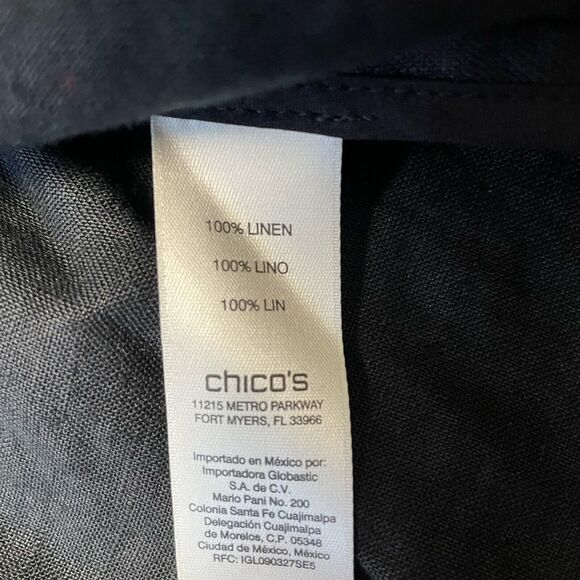 100% LINEN
100% LINO
100% LIN
chico's
11215 METRO PARKWAY
FORT MYERS, FL 33966
Importado en México por:
Importadora Globastic
S.A. de C.V.
Mario Pani No. 200
Colonia Santa Fe Cuajimalpa
Delegación Cuajimalpa
de Morelos, C.P. 05348
Ciudad de México, México
RFC: IGL090327SE5